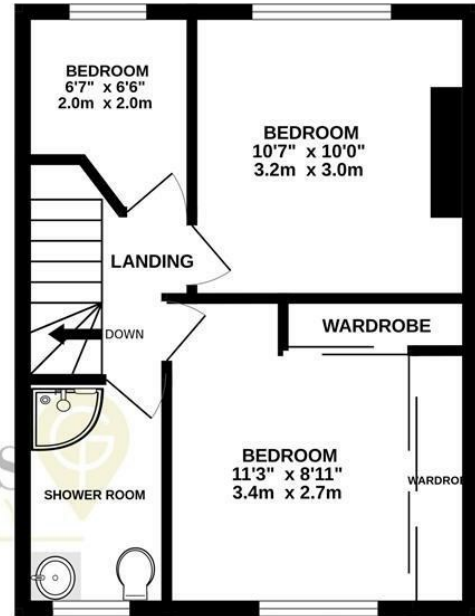 BEDROOM
6'7" x 6'6"
2.0m x 2.0m
BEDROOM
10'7" x 10'0"
3.2m x 3.0m
LANDING
DOWN
WARDROBE
BEDROOM
11'3" x 8'11"
3.4m x 2.7m
WARDROB
SHOWER ROOM